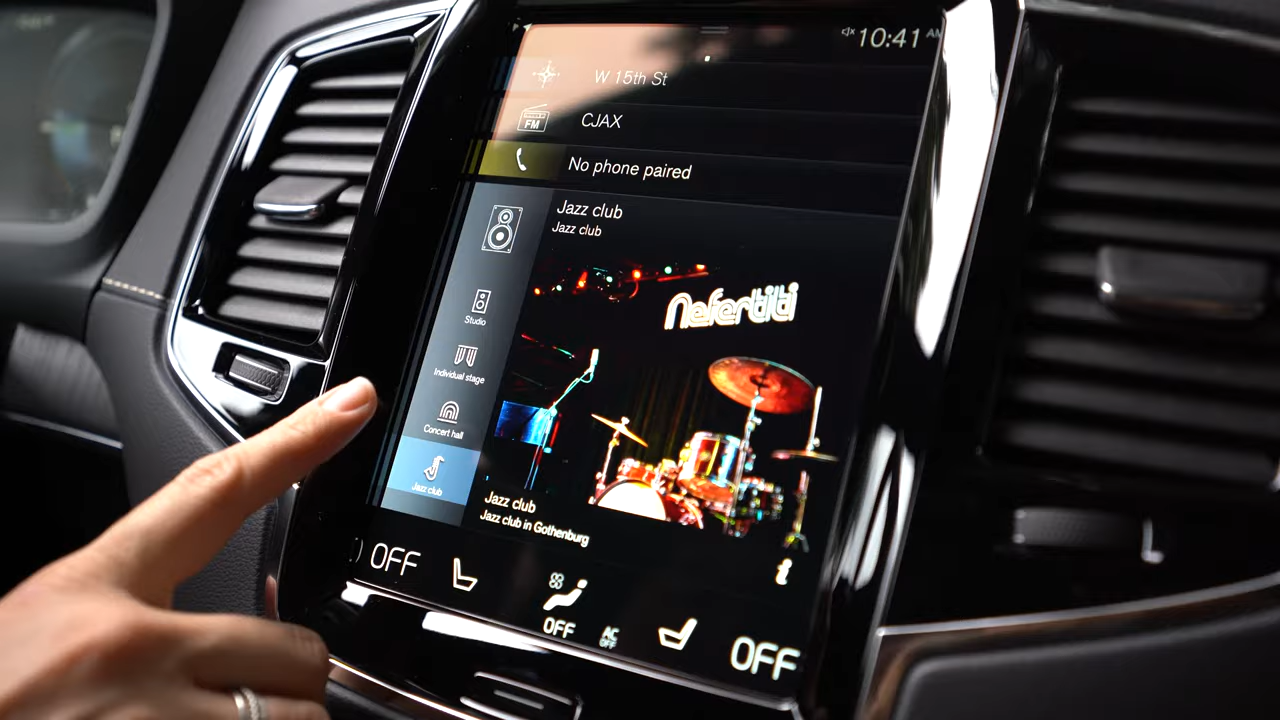 10:41 AM
W 15th St
FM
CJAX
No phone paired
Jazz club
Jazz club
Nefertiti
Studio
Individual stage
Concert hall
Jazz club
Jazz club
Jazz club in Gothenburg
i
OFF
OFF
AC
OFF
OFF